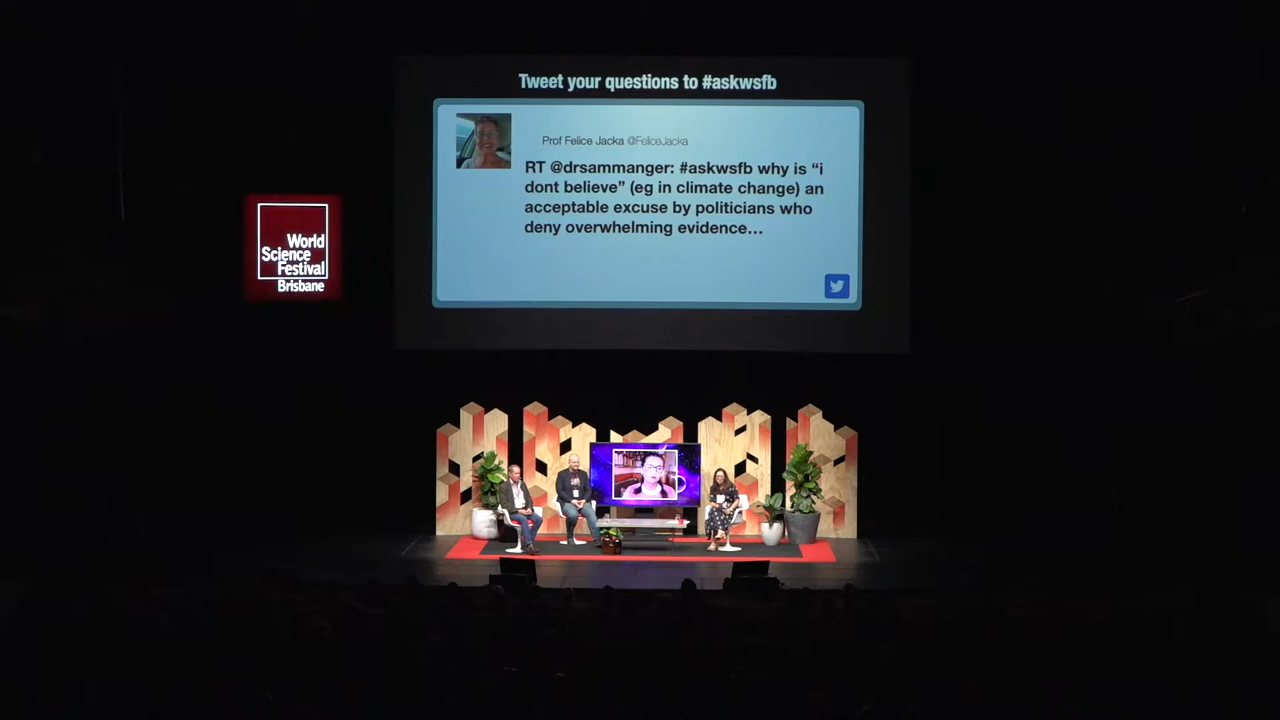 Tweet your questions to #askwsfb
Prof Felice Jacka @FeliceJacka
RT @drsammanger: #askwsfb why is “i
dont believe” (eg in climate change) an
acceptable excuse by politicians who
deny overwhelming evidence…
World
Science
Festival
Brisbane